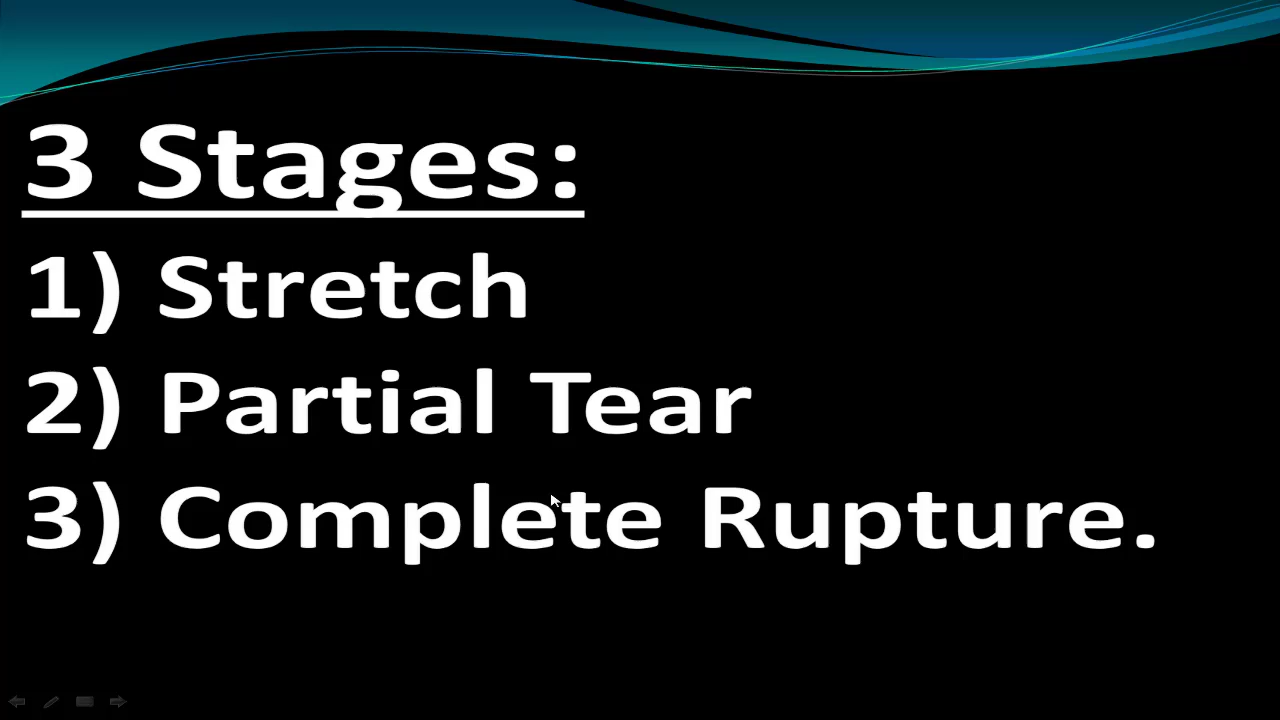 3 Stages:
1) Stretch
2) Partial Tear
3) Complete Rupture.